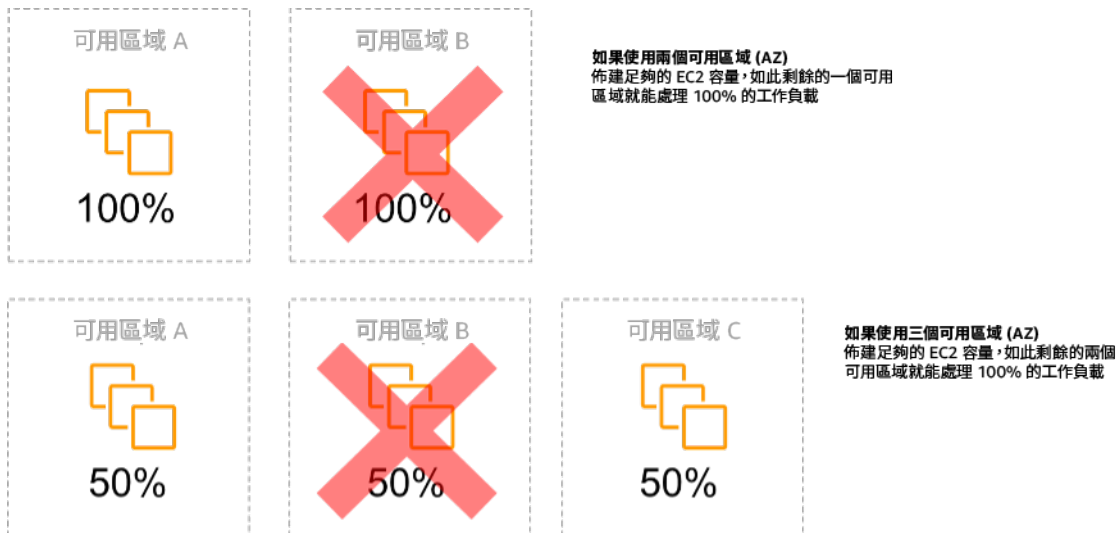 可用區域 A
可用區域 B
100%
100%
如果使用兩個可用區域 (AZ)
佈建足夠的 EC2 容量,如此剩餘的一個可用
區域就能處理 100% 的工作負載
可用區域 A
可用區域 B
可用區域 C
50%
50%
50%
如果使用三個可用區域 (AZ)
佈建足夠的 EC2 容量,如此剩餘的兩個
可用區域就能處理 100% 的工作負載